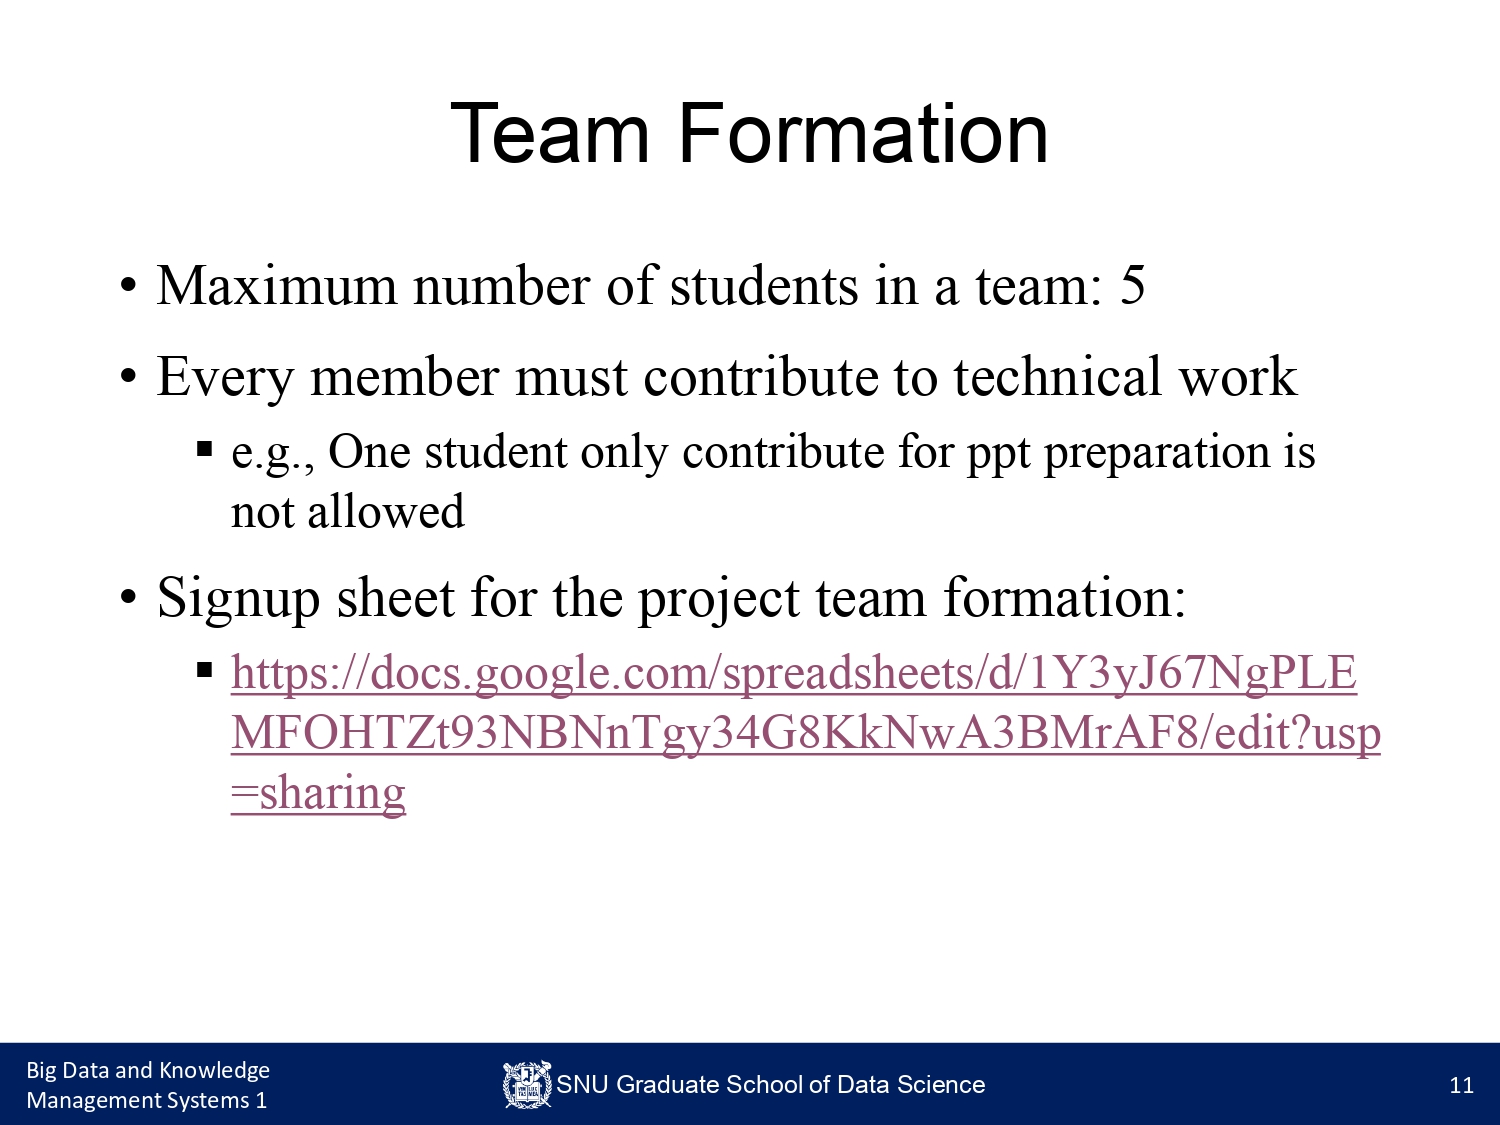 Team Formation
• Maximum number of students in a team: 5
• Every member must contribute to technical work
▪ e.g., One student only contribute for ppt preparation is
not allowed
• Signup sheet for the project team formation:
▪ https://docs.google.com/spreadsheets/d/1Y3yJ67NgPLE
MFOHTZt93NBNnTgy34G8KkNwA3BMrAF8/edit?usp
=sharing
Big Data and Knowledge
Management Systems 1
SNU Graduate School of Data Science
11